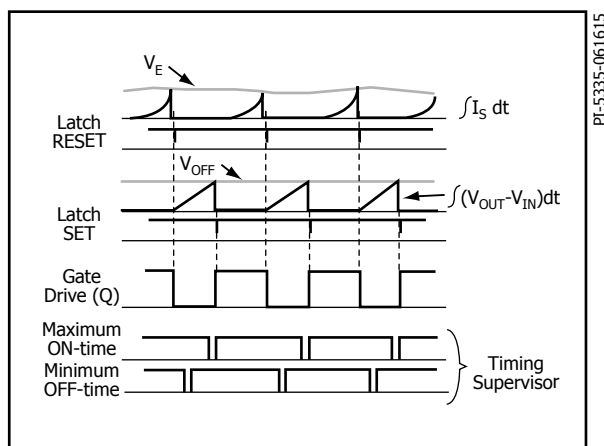 V_E
∫I_S dt
Latch
RESET
V_OFF
∫(V_OUT-V_IN)dt
Latch
SET
Gate
Drive (Q)
Maximum
ON-time
Minimum
OFF-time
Timing
Supervisor
PI-5335-061615